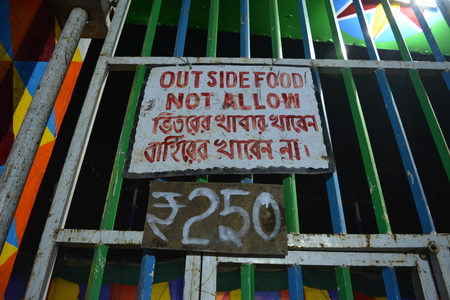 OUT SIDE FOOD
NOT ALLOW
ভিতরের খাবার খাবেন
বাহিরের খাবেন না।
₹250